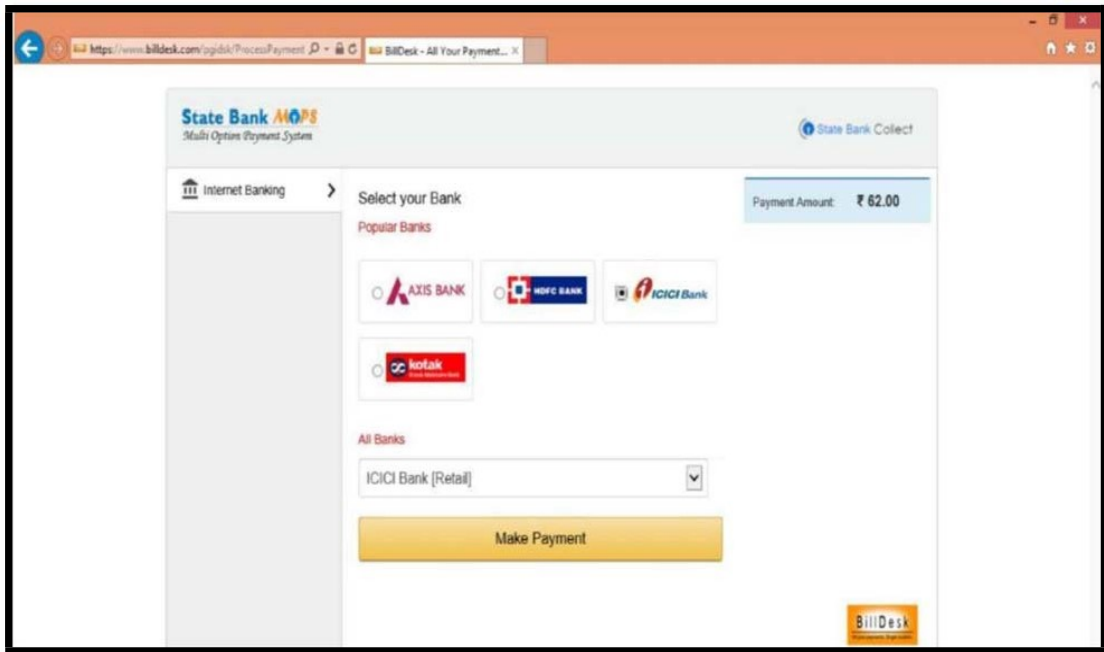 https://www.billdesk.com/pgidsk/ProcessPayment
BillDesk - All Your Payment... ×
State Bank MOPS
Multi Option Payment System
State Bank Collect
Internet Banking
Select your Bank
Payment Amount: ₹ 62.00
Popular Banks
AXIS BANK
HDFC BANK
ICICI Bank
kotak
All Banks
ICICI Bank [Retail]
Make Payment
BillDesk